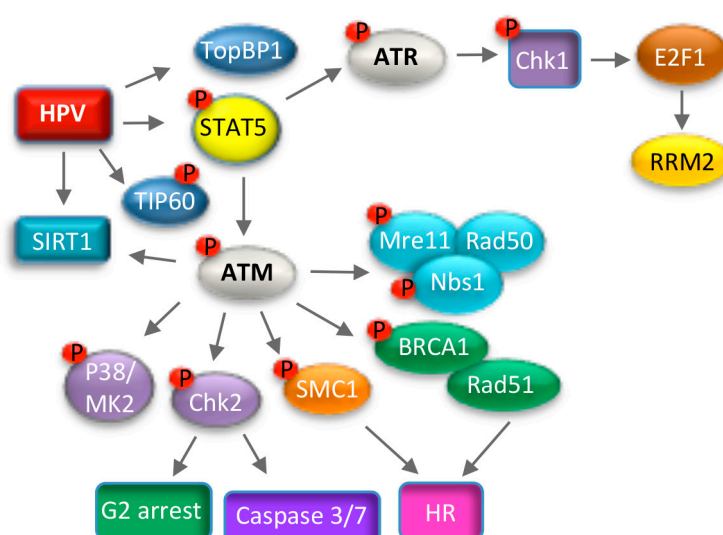 P
TopBP1
ATR
P
Chk1
E2F1
HPV
P
STAT5
RRM2
P
TIP60
SIRT1
P
ATM
P
Mre11
Rad50
P
Nbs1
P
BRCA1
Rad51
P
P38/
MK2
P
Chk2
P
SMC1
G2 arrest
Caspase 3/7
HR